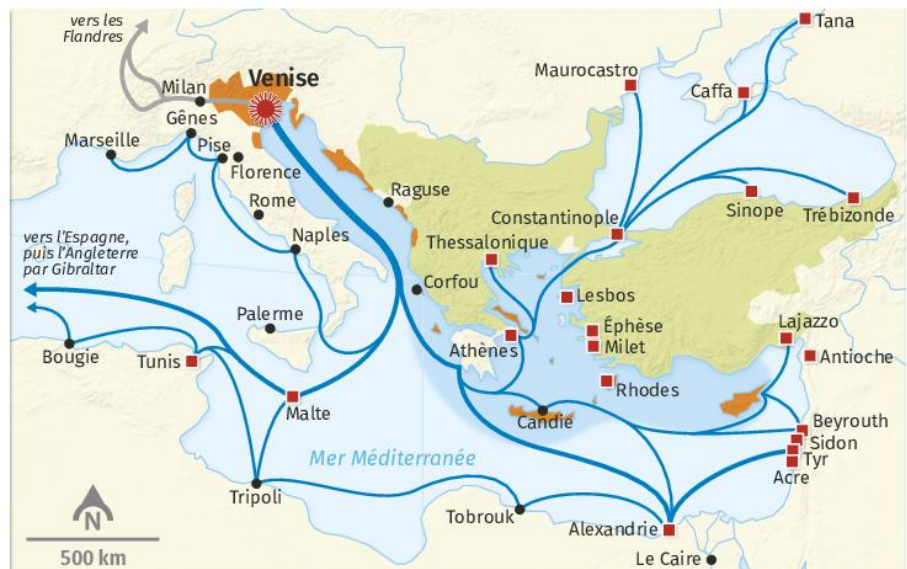 vers les
Flandres
Tana
Venise
Maurocastro
Milan
Caffa
Gênes
Marseille
Pise
Florence
Raguse
Sinope
Trébizonde
Rome
Constantinople
Thessalonique
vers l'Espagne,
puis l'Angleterre
par Gibraltar
Naples
Corfou
Lesbos
Palerme
Éphèse
Lajazzo
Bougie
Tunis
Athènes
Milet
Antioche
Rhodes
Malte
Candie
Beyrouth
Sidon
Tyr
Acre
Mer Méditerranée
Tripoli
Tobrouk
Alexandrie
N
500 km
Le Caire